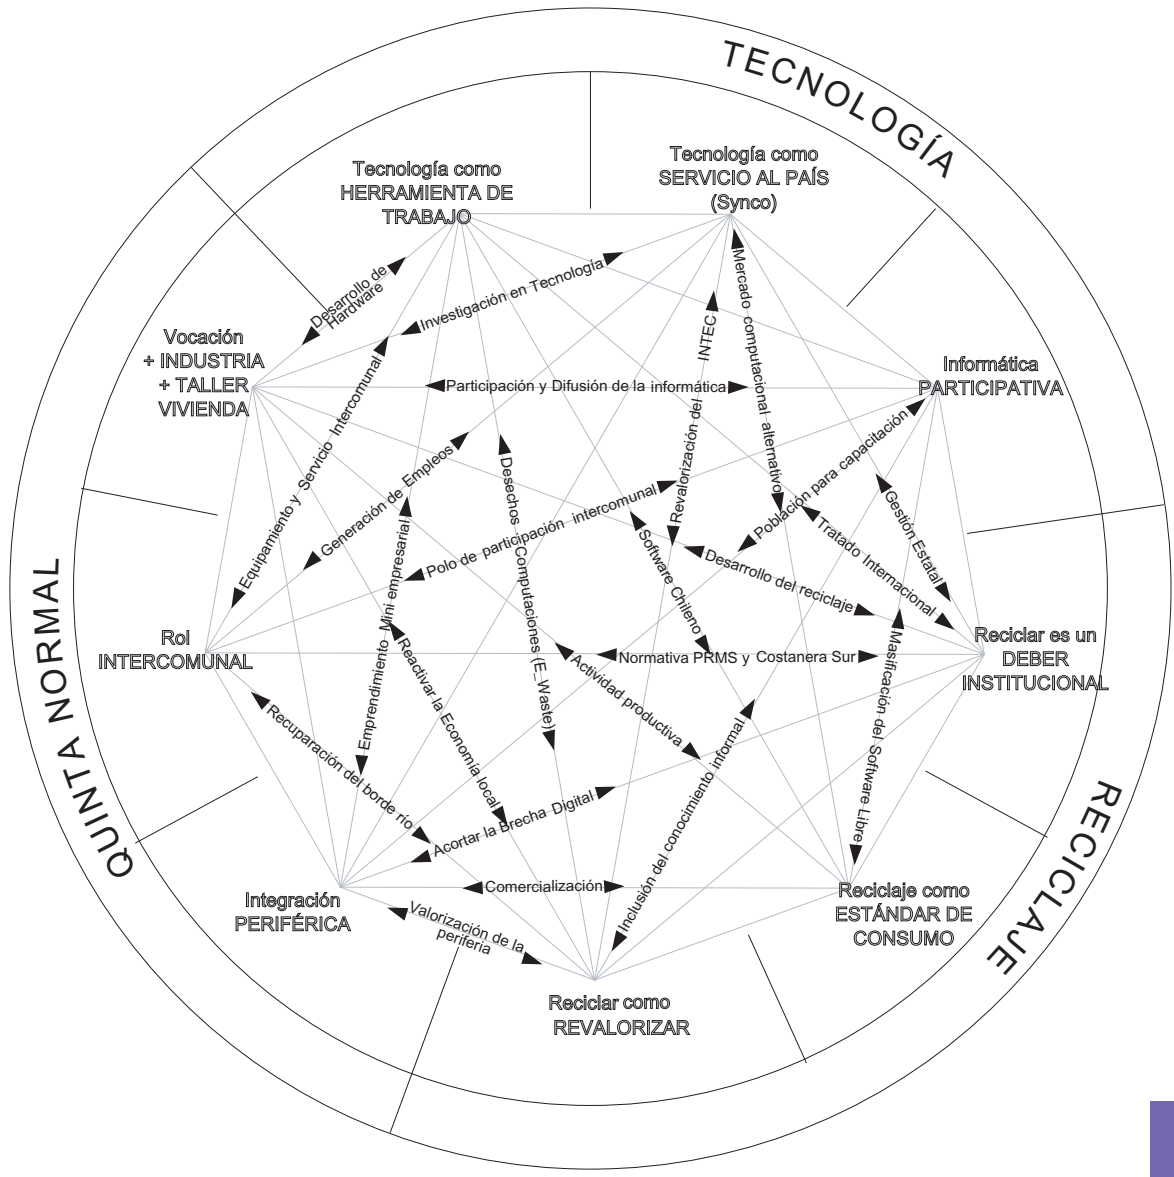 TECNOLOGÍA
Tecnología como
HERRAMIENTA DE
TRABAJO
Tecnología como
SERVICIO AL PAÍS
(Synco)
Desarrollo de
Hardware
Investigación en Tecnología
Mercado computacional alternativo
Vocación
+ INDUSTRIA
+ TALLER
VIVIENDA
Equipamiento y Servicio Intercomunal
Participación y Difusión de la informática
Revalorización del INTEC
Informática
PARTICIPATIVA
Generación de Empleos
Desechos Computaciones (E_Waste)
Población para capacitación
Gestión Estatal
Polo de participación intercomunal
Software Chileno
Tratado Internacional
Desarrollo del reciclaje
Emprendimiento Mini empresarial
QUINTA NORMAL
Rol
INTERCOMUNAL
Reactivar la Economía local
Actividad productiva
Normativa PRMS y Costanera Sur
Masificación del Software Libre
Reciclar es un
DEBER
INSTITUCIONAL
Recuparación del borde río
Inclusión del conocimiento informal
Acortar la Brecha Digital
RECICLAJE
Integración
PERIFÉRICA
Comercialización
Valorización de la
periferia
Reciclaje como
ESTÁNDAR DE
CONSUMO
Reciclar como
REVALORIZAR